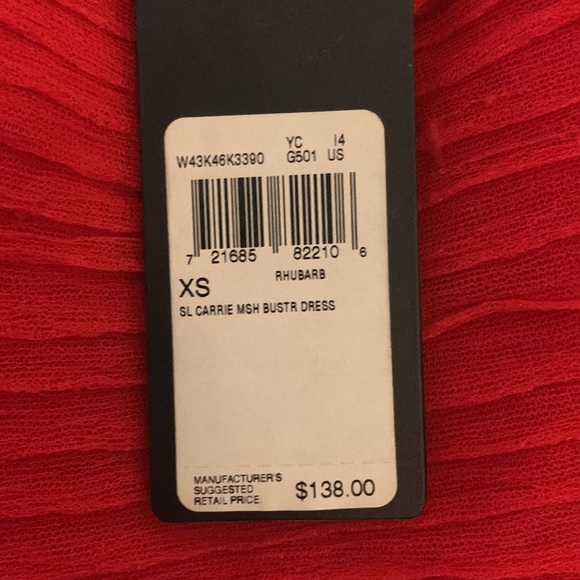 YC I4
W43K46K3390 G501 US
7 21685 82210 6
RHUBARB
XS
SL CARRIE MSH BUSTR DRESS
MANUFACTURER'S
SUGGESTED
RETAIL PRICE: $138.00